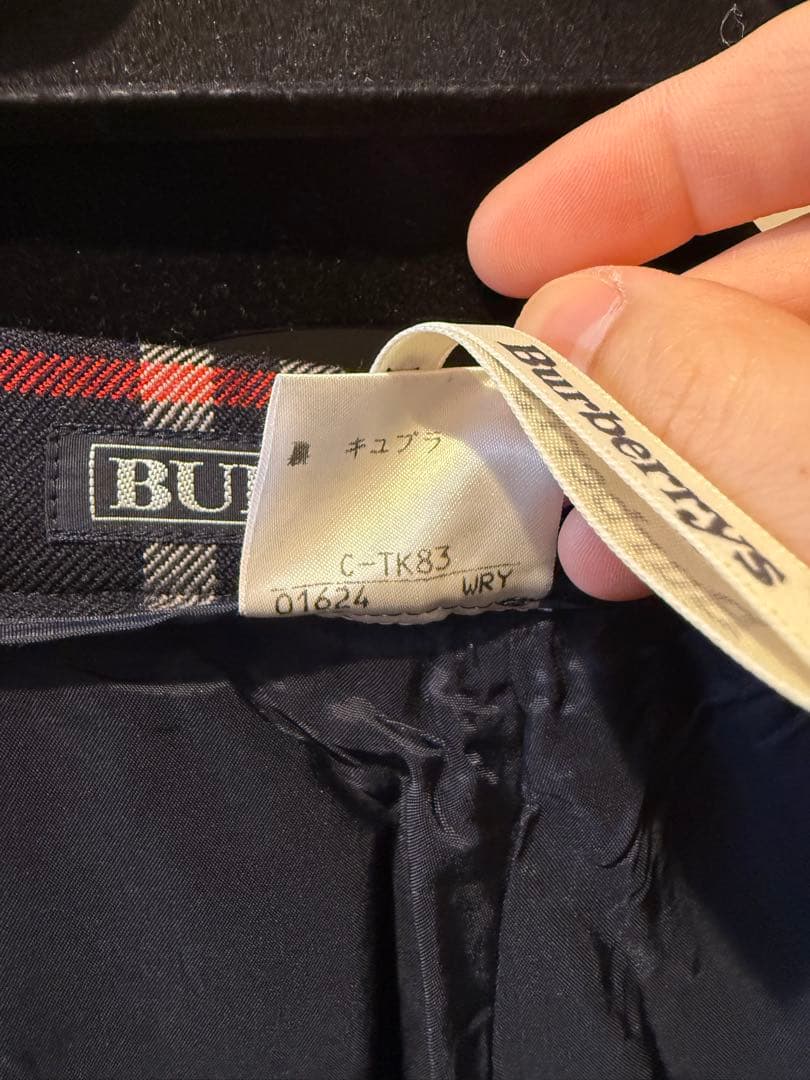 Burberrys
BU
キュプラ
C-TK83
01624 WRY